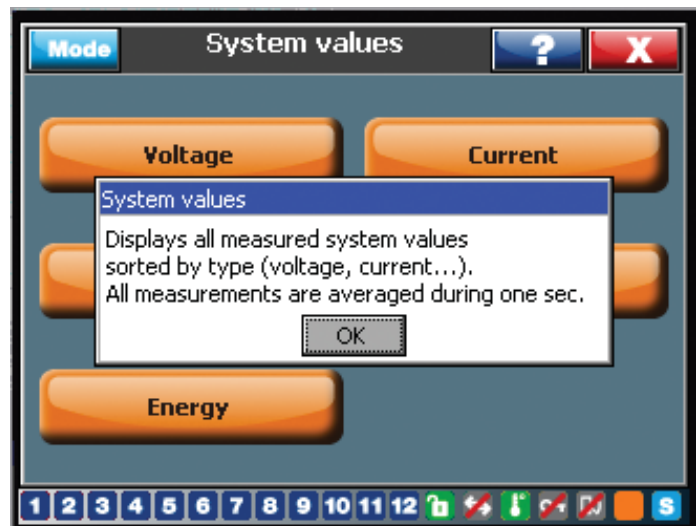 Mode System values ? X
Voltage Current
System values
Displays all measured system values
sorted by type (voltage, current...).
All measurements are averaged during one sec.
OK
Energy
1 2 3 4 5 6 7 8 9 10 11 12 S